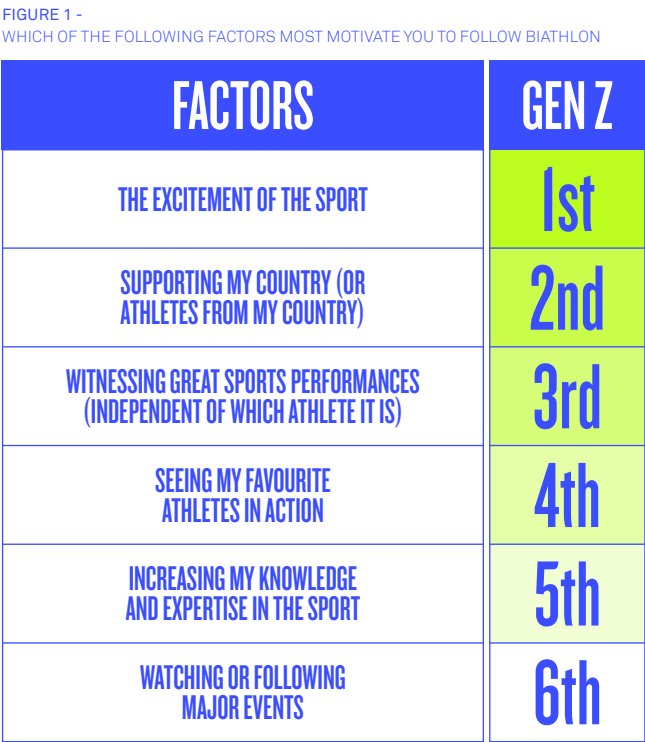 FIGURE 1 -
WHICH OF THE FOLLOWING FACTORS MOST MOTIVATE YOU TO FOLLOW BIATHLON
FACTORS
GEN Z
THE EXCITEMENT OF THE SPORT
1st
SUPPORTING MY COUNTRY (OR
ATHLETES FROM MY COUNTRY)
2nd
WITNESSING GREAT SPORTS PERFORMANCES
(INDEPENDENT OF WHICH ATHLETE IT IS)
3rd
SEEING MY FAVOURITE
ATHLETES IN ACTION
4th
INCREASING MY KNOWLEDGE
AND EXPERTISE IN THE SPORT
5th
WATCHING OR FOLLOWING
MAJOR EVENTS
6th